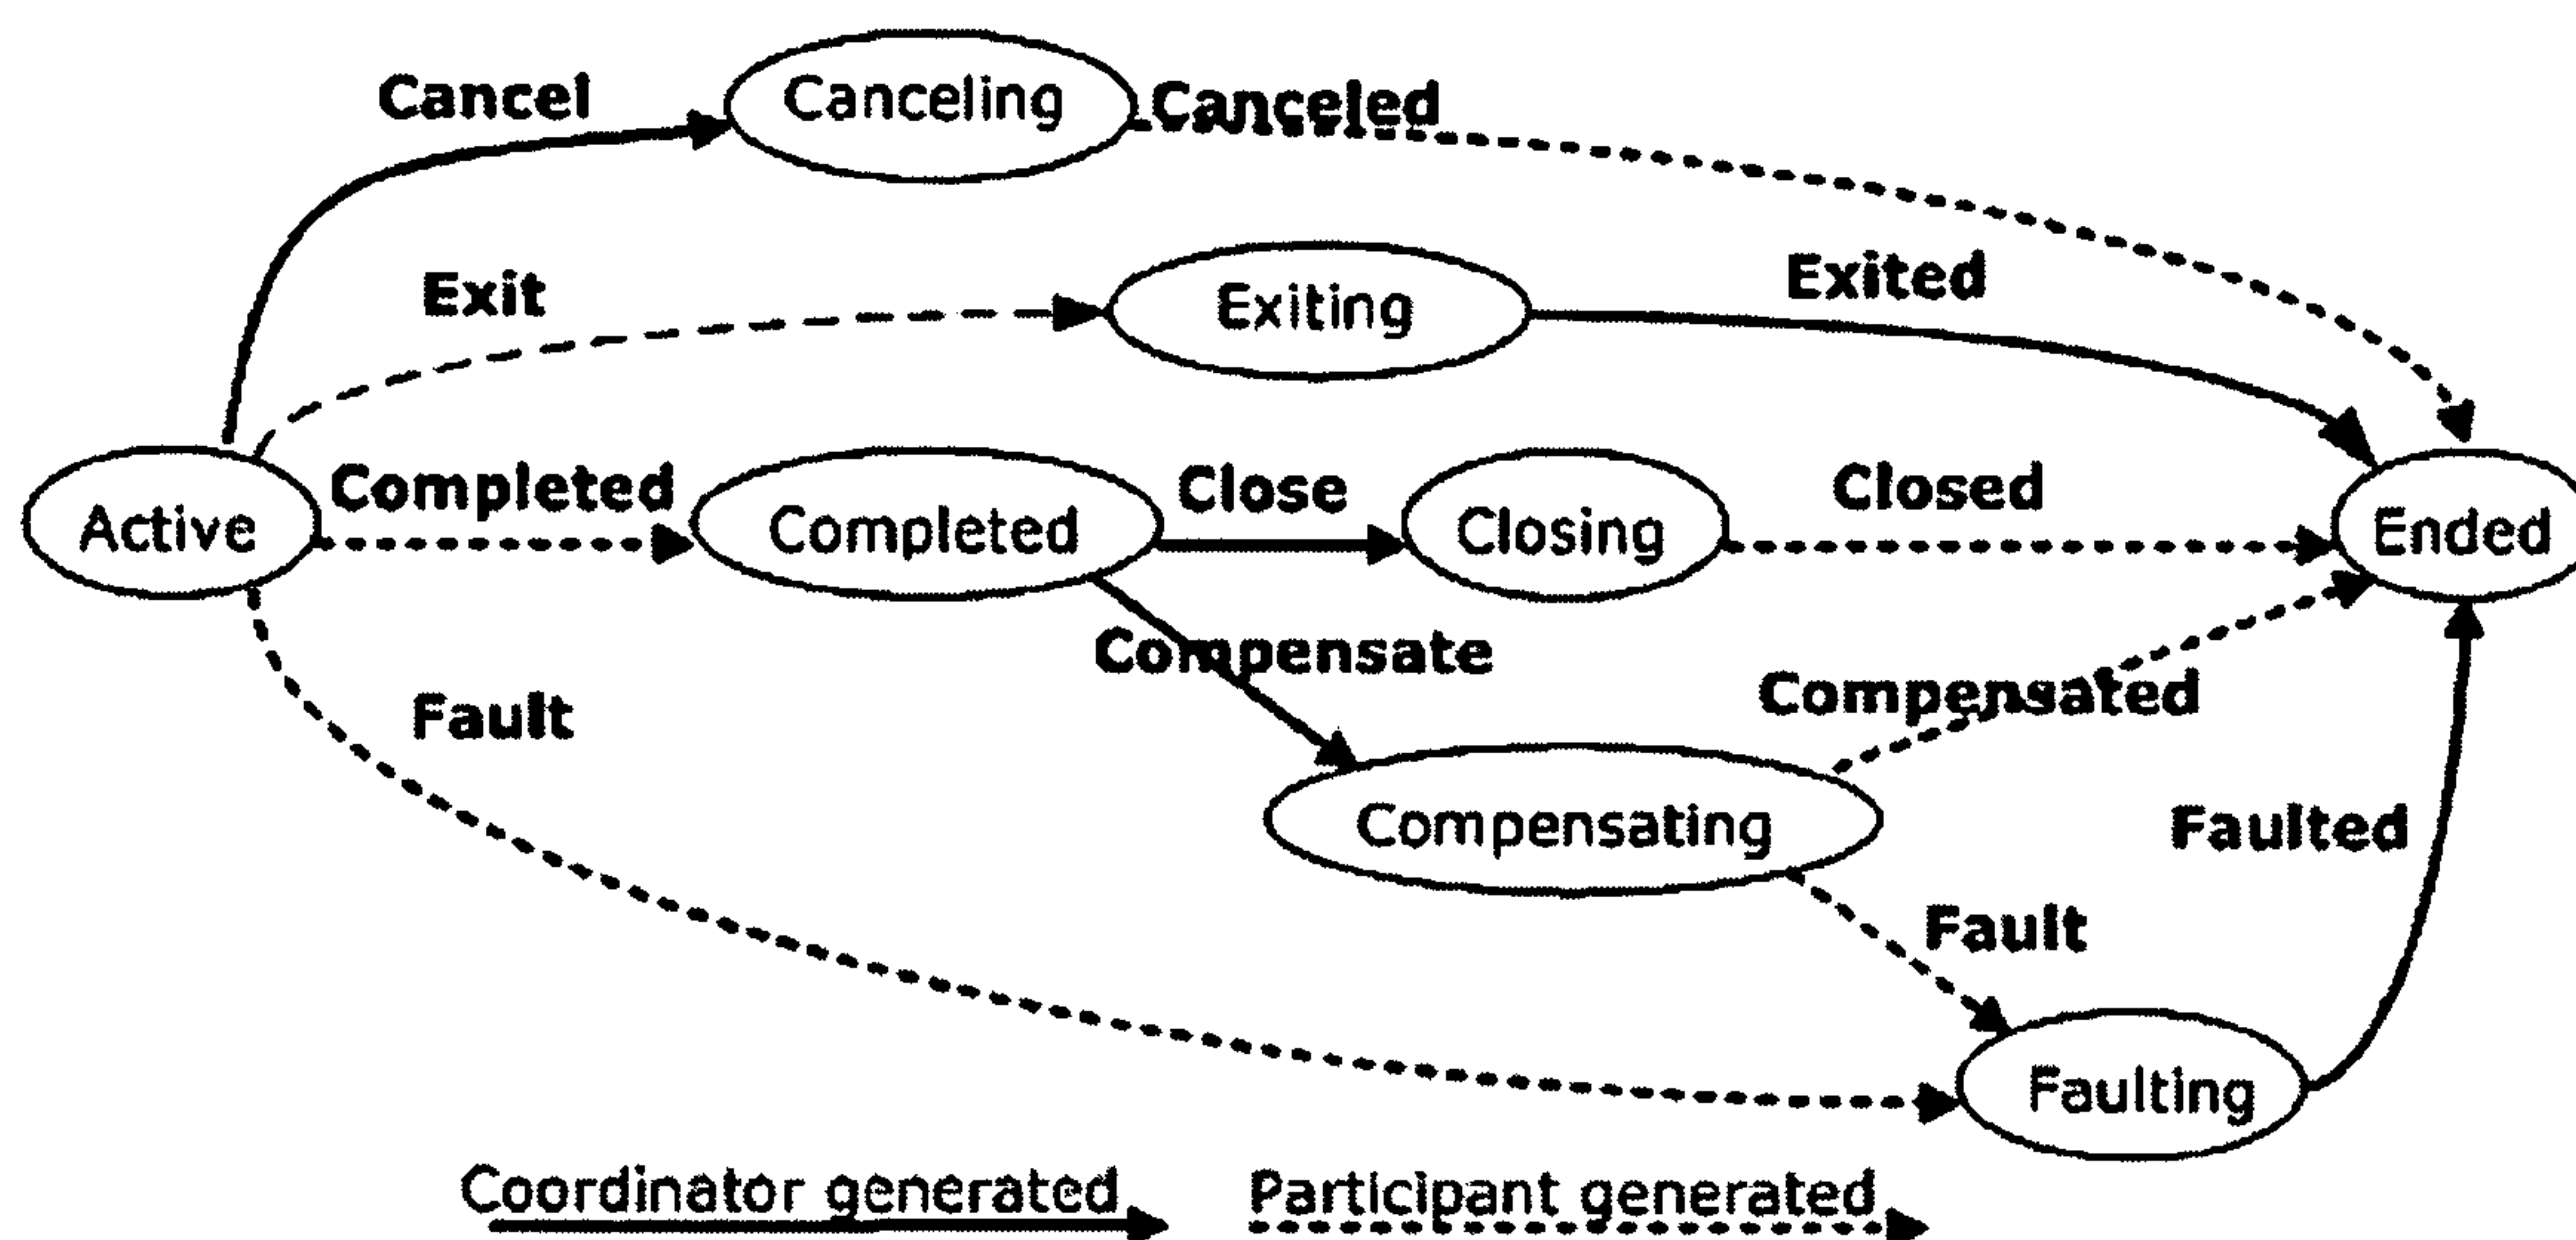 Cancel
Canceling
Canceled
Exit
Exiting
Exited
Active
Completed
Completed
Close
Closing
Closed
Ended
Compensate
Compensated
Fault
Compensating
Faulted
Fault
Faulting
Coordinator generated
Participant generated